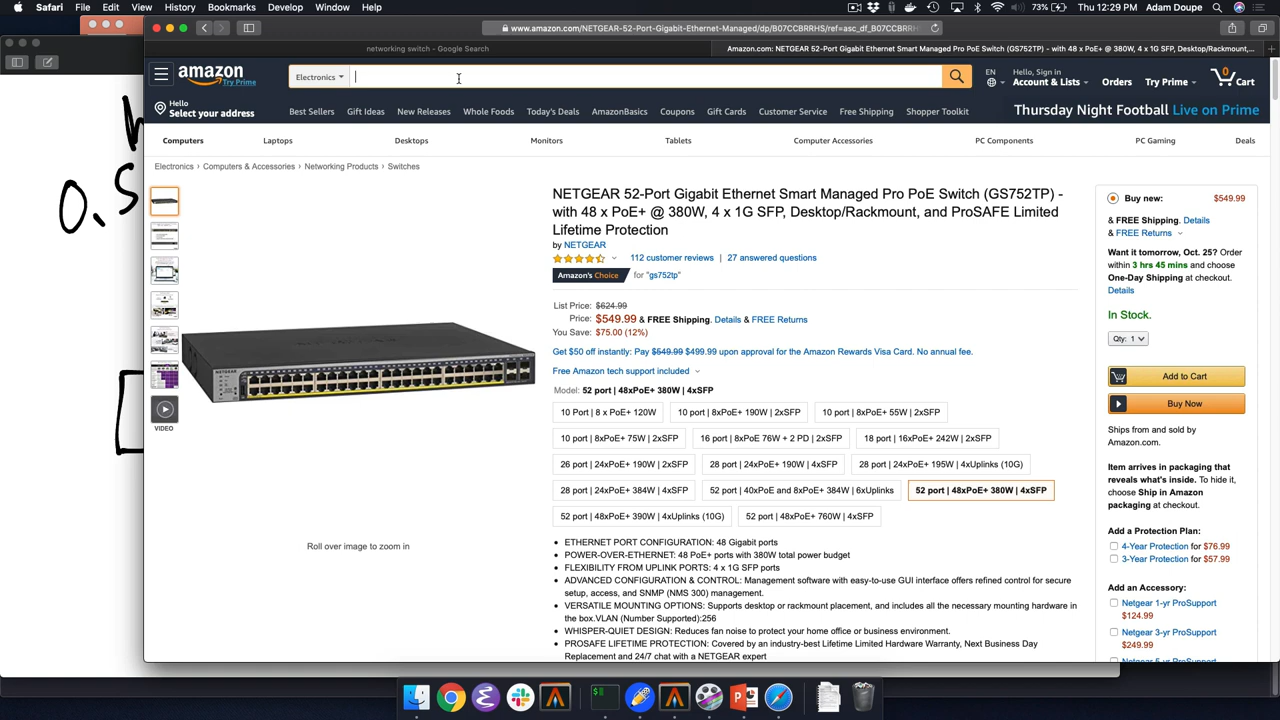 Safari File Edit View History Bookmarks Develop Window Help
73% Thu 12:29 PM Adam Doupe
www.amazon.com/NETGEAR-52-Port-Gigabit-Ethernet-Managed/dp/B07CCBRRHS/ref=asc_df_B07CCBRRH
networking switch - Google Search
Amazon.com: NETGEAR 52-Port Gigabit Ethernet Smart Managed Pro PoE Switch (GS752TP) - with 48 x PoE+ @ 380W, 4 x 1G SFP, Desktop/Rackmount,...
amazon
Try Prime
Electronics
EN
Hello, Sign in
Account & Lists
Orders
Try Prime
0
Cart
Hello
Select your address
Best Sellers Gift Ideas New Releases Whole Foods Today's Deals AmazonBasics Coupons Gift Cards Customer Service Free Shipping Shopper Toolkit
Thursday Night Football Live on Prime
Computers Laptops Desktops Monitors Tablets Computer Accessories PC Components PC Gaming Deals
Electronics › Computers & Accessories › Networking Products › Switches
0.5
VIDEO
Roll over image to zoom in
NETGEAR 52-Port Gigabit Ethernet Smart Managed Pro PoE Switch (GS752TP) -
with 48 x PoE+ @ 380W, 4 x 1G SFP, Desktop/Rackmount, and ProSAFE Limited
Lifetime Protection
by NETGEAR
112 customer reviews | 27 answered questions
Amazon's Choice for "gs752tp"
List Price: $624.99
Price: $549.99 & FREE Shipping. Details & FREE Returns
You Save: $75.00 (12%)
Get $50 off instantly: Pay $549.99 $499.99 upon approval for the Amazon Rewards Visa Card. No annual fee.
Free Amazon tech support included
Model: 52 port | 48xPoE+ 380W | 4xSFP
10 Port | 8 x PoE+ 120W
10 port | 8xPoE+ 190W | 2xSFP
10 port | 8xPoE+ 55W | 2xSFP
10 port | 8xPoE+ 75W | 2xSFP
16 port | 8xPoE 76W + 2 PD | 2xSFP
18 port | 16xPoE+ 242W | 2xSFP
26 port | 24xPoE+ 190W | 2xSFP
28 port | 24xPoE+ 190W | 4xSFP
28 port | 24xPoE+ 195W | 4xUplinks (10G)
28 port | 24xPoE+ 384W | 4xSFP
52 port | 40xPoE and 8xPoE+ 384W | 6xUplinks
52 port | 48xPoE+ 380W | 4xSFP
52 port | 48xPoE+ 390W | 4xUplinks (10G)
52 port | 48xPoE+ 760W | 4xSFP
• ETHERNET PORT CONFIGURATION: 48 Gigabit ports
• POWER-OVER-ETHERNET: 48 PoE+ ports with 380W total power budget
• FLEXIBILITY FROM UPLINK PORTS: 4 x 1G SFP ports
• ADVANCED CONFIGURATION & CONTROL: Management software with easy-to-use GUI interface offers refined control for secure
setup, access, and SNMP (NMS 300) management.
• VERSATILE MOUNTING OPTIONS: Supports desktop or rackmount placement, and includes all the necessary mounting hardware in
the box.VLAN (Number Supported):256
• WHISPER-QUIET DESIGN: Reduces fan noise to protect your home office or business environment.
• PROSAFE LIFETIME PROTECTION: Covered by an industry-best Lifetime Limited Hardware Warranty, Next Business Day
Replacement and 24/7 chat with a NETGEAR expert
Buy new: $549.99
& FREE Shipping. Details
& FREE Returns
Want it tomorrow, Oct. 25? Order
within 3 hrs 45 mins and choose
One-Day Shipping at checkout.
Details
In Stock.
Qty: 1
Add to Cart
Buy Now
Ships from and sold by
Amazon.com.
Item arrives in packaging that
reveals what's inside. To hide it,
choose Ship in Amazon
packaging at checkout.
Add a Protection Plan:
4-Year Protection for $76.99
3-Year Protection for $57.99
Add an Accessory:
Netgear 1-yr ProSupport
$124.99
Netgear 3-yr ProSupport
$249.99